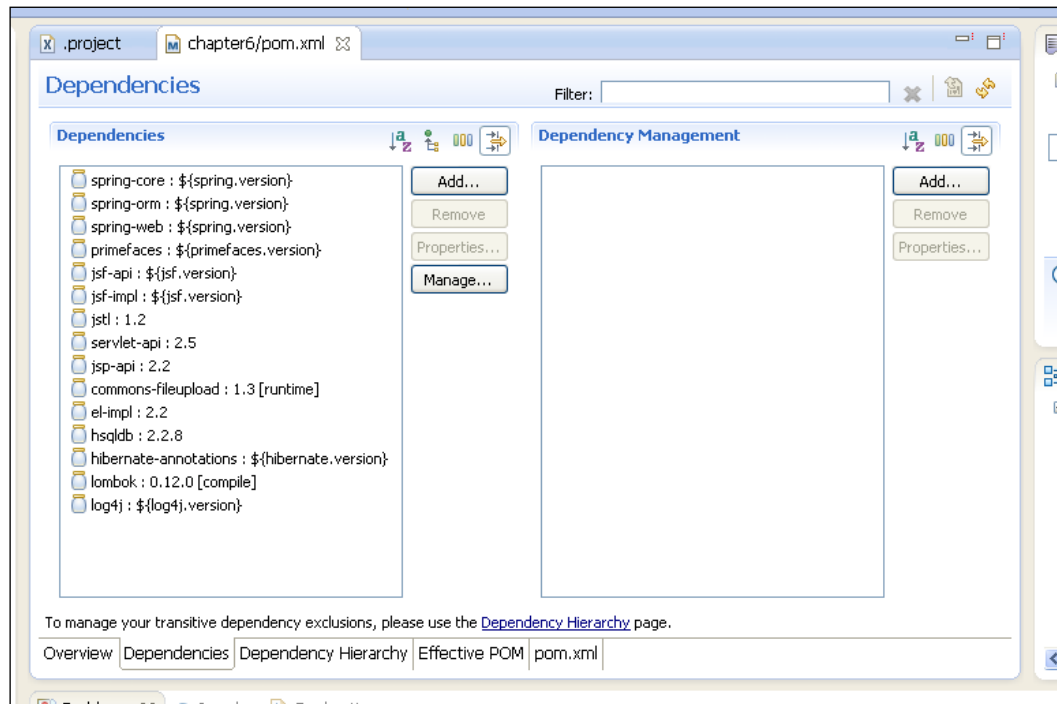 .project
chapter6/pom.xml
Dependencies
Filter:
Dependencies
Dependency Management
spring-core : ${spring.version}
spring-orm : ${spring.version}
spring-web : ${spring.version}
primefaces : ${primefaces.version}
jsf-api : ${jsf.version}
jsf-impl : ${jsf.version}
jstl : 1.2
servlet-api : 2.5
jsp-api : 2.2
commons-fileupload : 1.3 [runtime]
el-impl : 2.2
hsqldb : 2.2.8
hibernate-annotations : ${hibernate.version}
lombok : 0.12.0 [compile]
log4j : ${log4j.version}
Add...
Remove
Properties...
Manage...
Add...
Remove
Properties...
To manage your transitive dependency exclusions, please use the Dependency Hierarchy page.
Overview Dependencies Dependency Hierarchy Effective POM pom.xml